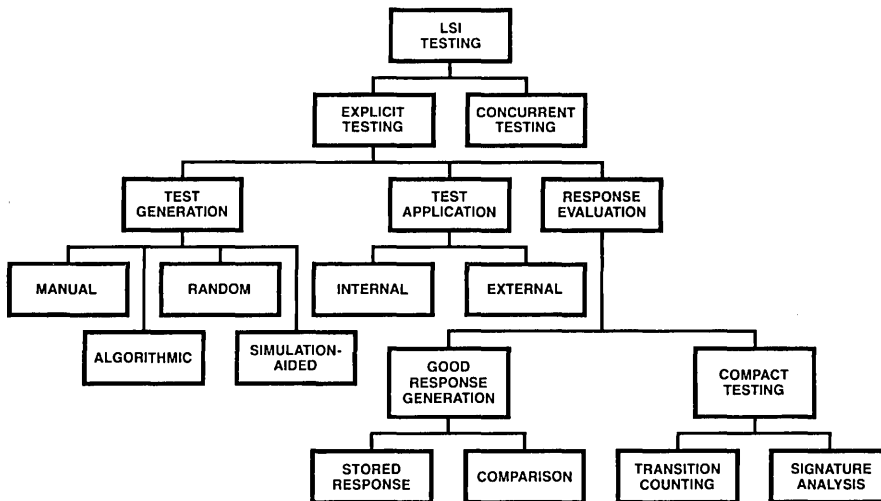 LSI
TESTING
EXPLICIT
TESTING
CONCURRENT
TESTING
TEST
GENERATION
TEST
APPLICATION
RESPONSE
EVALUATION
MANUAL
RANDOM
INTERNAL
EXTERNAL
ALGORITHMIC
SIMULATION-
AIDED
GOOD
RESPONSE
GENERATION
COMPACT
TESTING
STORED
RESPONSE
COMPARISON
TRANSITION
COUNTING
SIGNATURE
ANALYSIS